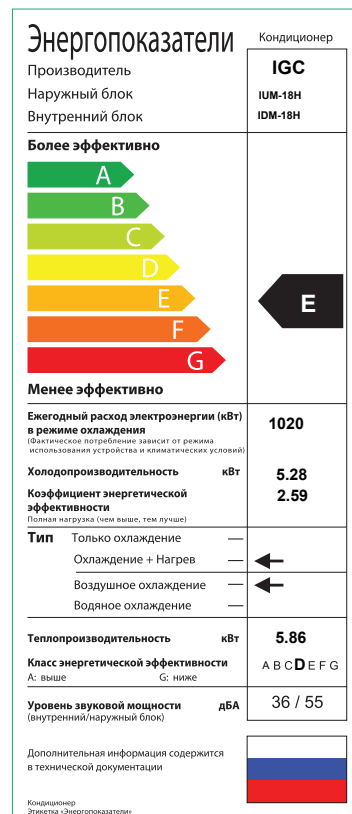 Энергопоказатели Кондиционер
Производитель IGC
Наружный блок IUM-18H
Внутренний блок IDM-18H
Более эффективно
A
B
C
D
E E
F
G
Менее эффективно
Ежегодный расход электроэнергии (кВт)
в режиме охлаждения 1020
(Фактическое потребление зависит от режима
использования устройства и климатических условий)
Холодопроизводительность кВт 5.28
Коэффициент энергетической 2.59
эффективности
Полная нагрузка (чем выше, тем лучше)
Тип Только охлаждение —
Охлаждение + Нагрев —
Воздушное охлаждение —
Водяное охлаждение —
Теплопроизводительность кВт 5.86
Класс энергетической эффективности A B C D E F G
A: выше G: ниже
Уровень звуковой мощности дБА 36 / 55
(внутренний/наружный блок)
Дополнительная информация содержится
в технической документации
Кондиционер
Этикетка «Энергопоказатели»